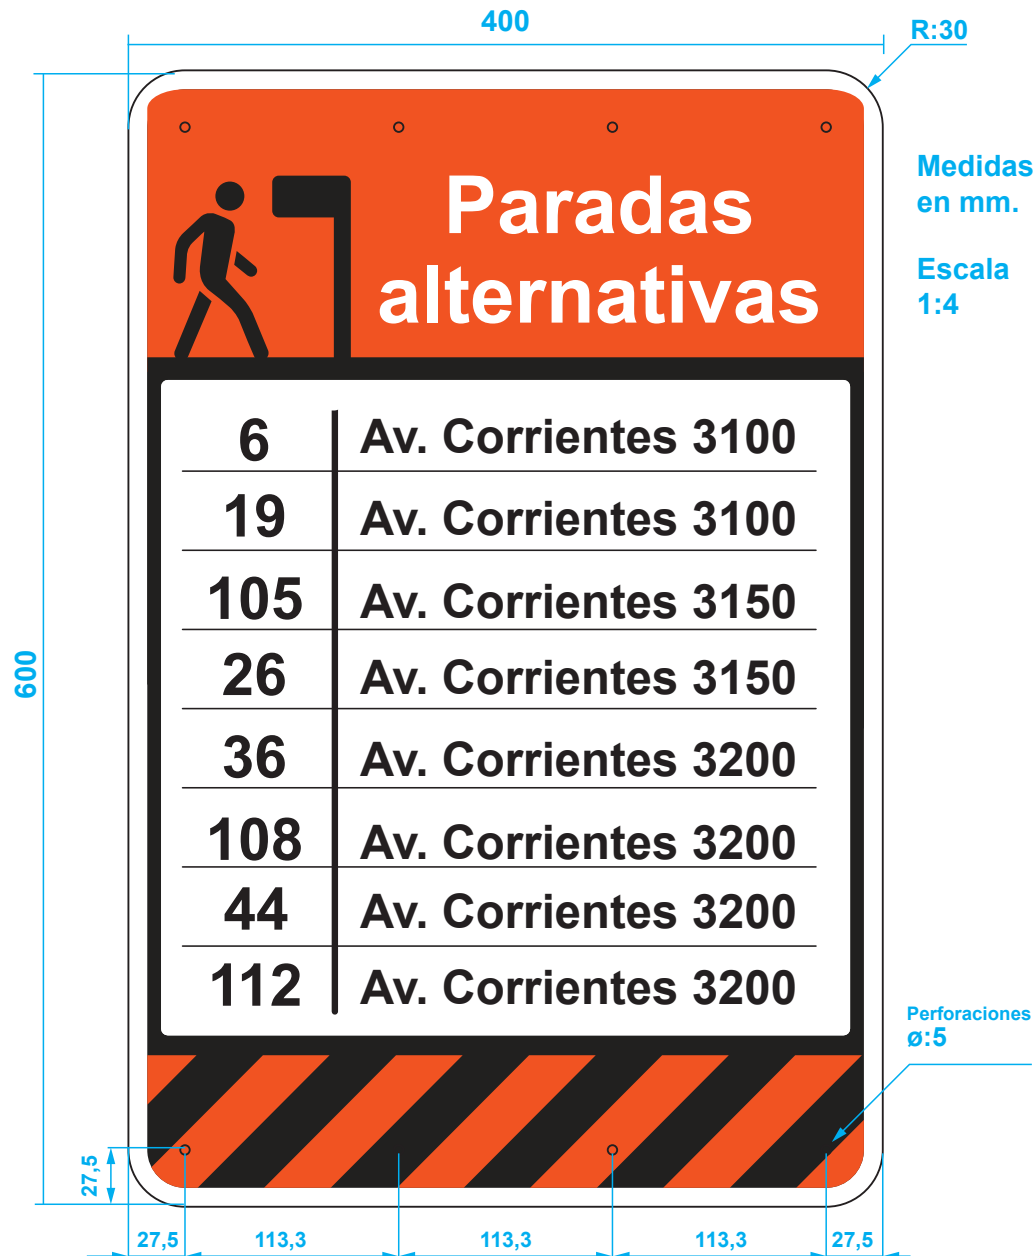 400
R:30
Medidas
en mm.
Escala
1:4
Paradas
alternativas
6 Av. Corrientes 3100
19 Av. Corrientes 3100
105 Av. Corrientes 3150
26 Av. Corrientes 3150
36 Av. Corrientes 3200
108 Av. Corrientes 3200
44 Av. Corrientes 3200
112 Av. Corrientes 3200
600
Perforaciones
ø:5
27,5
27,5 113,3 113,3 113,3 27,5